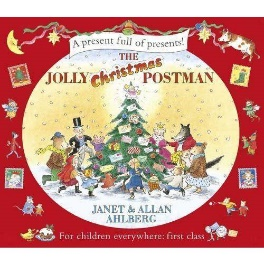 A present full of presents!
THE
JOLLY Christmas POSTMAN
JANET & ALLAN
AHLBERG
For children everywhere: first class